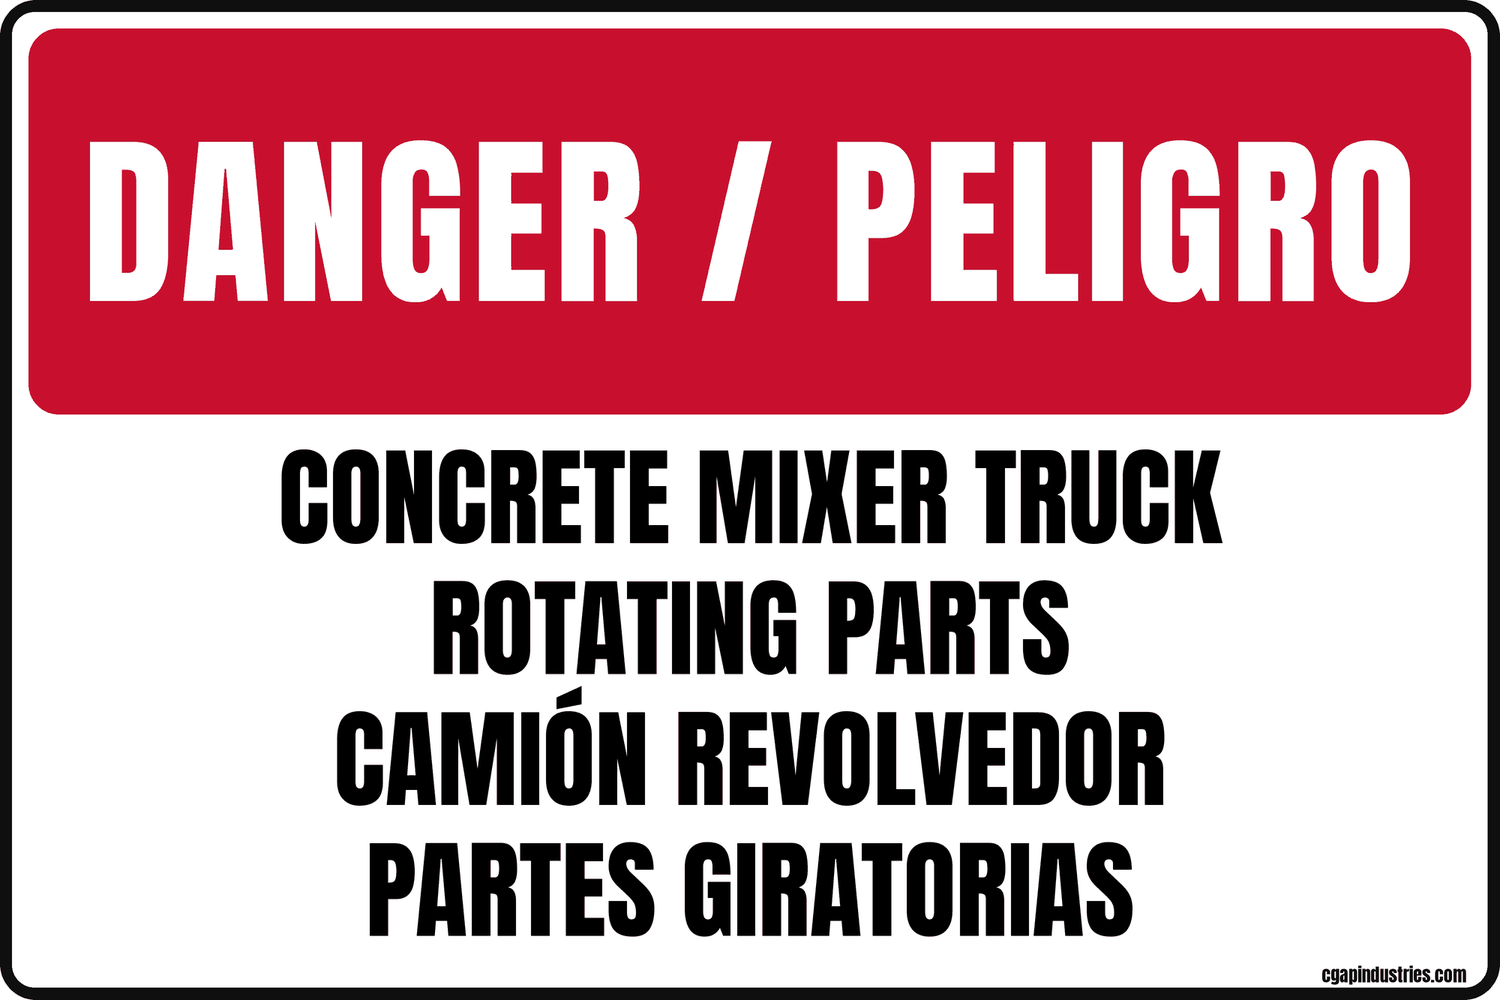 DANGER / PELIGRO
CONCRETE MIXER TRUCK
ROTATING PARTS
CAMIÓN REVOLVEDOR
PARTES GIRATORIAS
cgapindustries.com